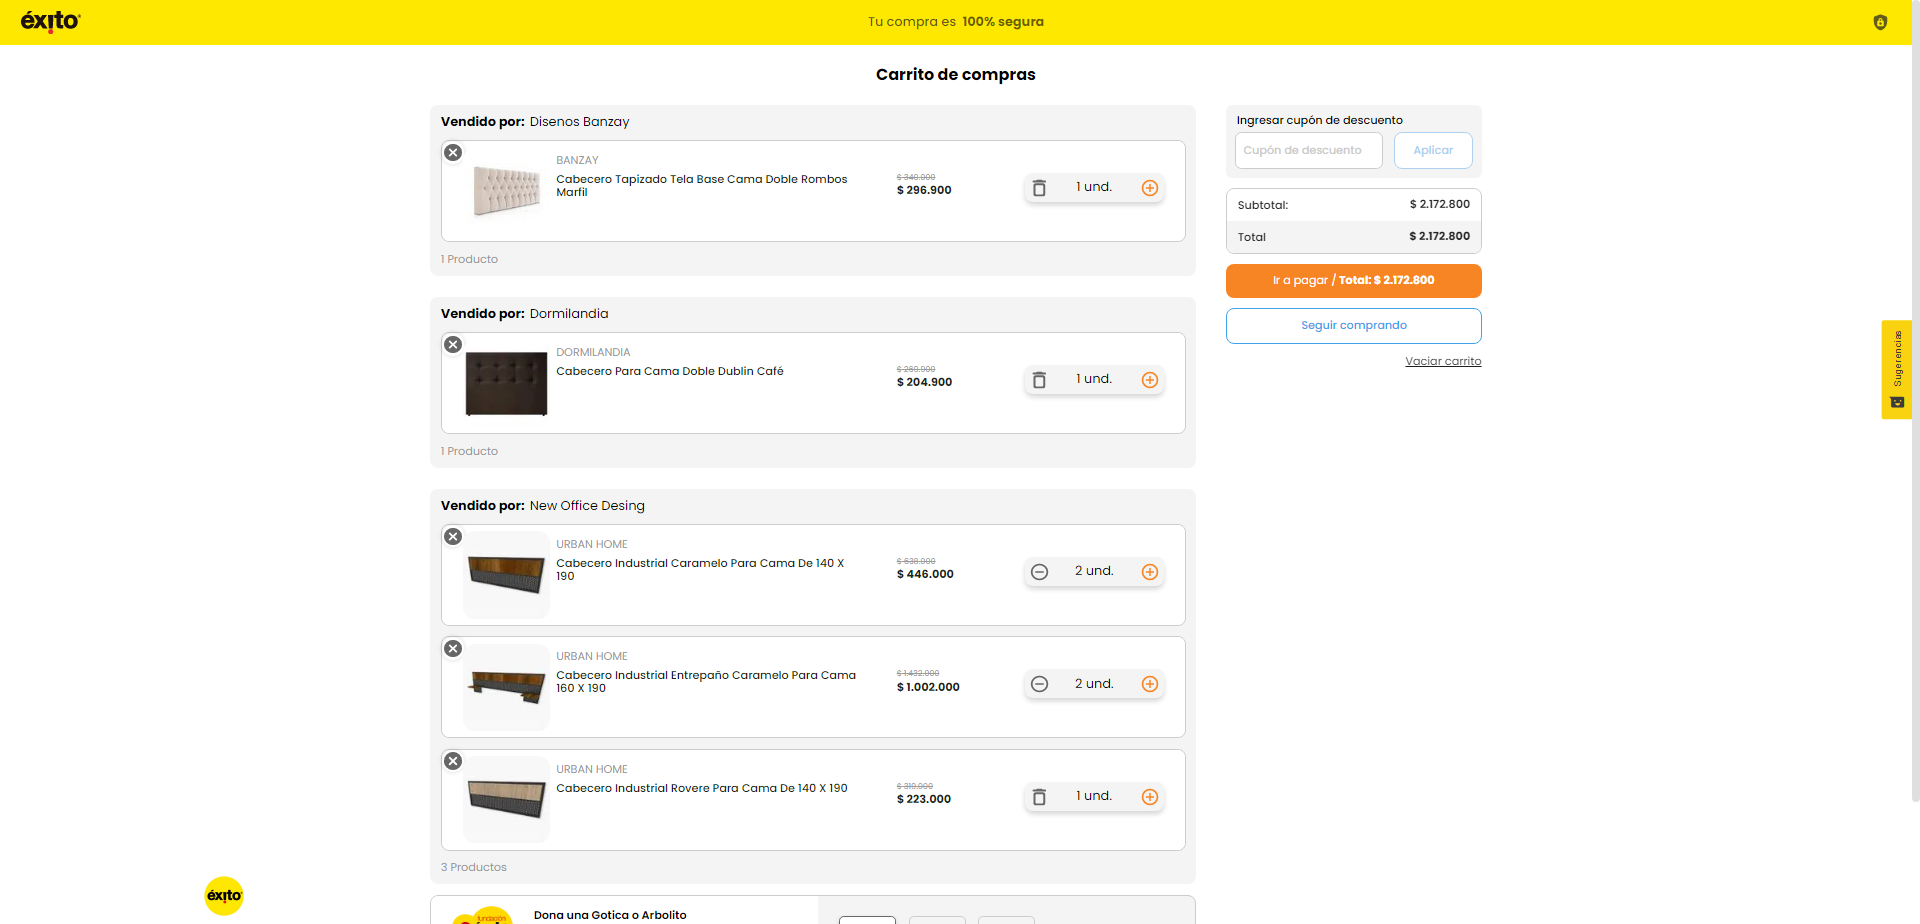 éxito
Tu compra es 100% segura
Carrito de compras
Vendido por: Disenos Banzay
BANZAY
Cabecero Tapizado Tela Base Cama Doble Rombos
Marfil
$ 340.000
$ 296.900
1 und.
1 Producto
Vendido por: Dormilandia
DORMILANDIA
Cabecero Para Cama Doble Dublin Café
$ 204.900
1 und.
1 Producto
Vendido por: New Office Desing
URBAN HOME
Cabecero Industrial Caramelo Para Cama De 140 X
190
$ 638.000
$ 446.000
2 und.
URBAN HOME
Cabecero Industrial Entrepaño Caramelo Para Cama
160 X 190
$ 1.432.000
$ 1.002.000
2 und.
URBAN HOME
Cabecero Industrial Rovere Para Cama De 140 X 190
$ 319.000
$ 223.000
1 und.
3 Productos
Ingresar cupón de descuento
Cupón de descuento
Aplicar
Subtotal:
$ 2.172.800
Total
$ 2.172.800
Ir a pagar / Total: $ 2.172.800
Seguir comprando
Vaciar carrito
Sugerencias
éxito
fundación
Dona una Gotica o Arbolito